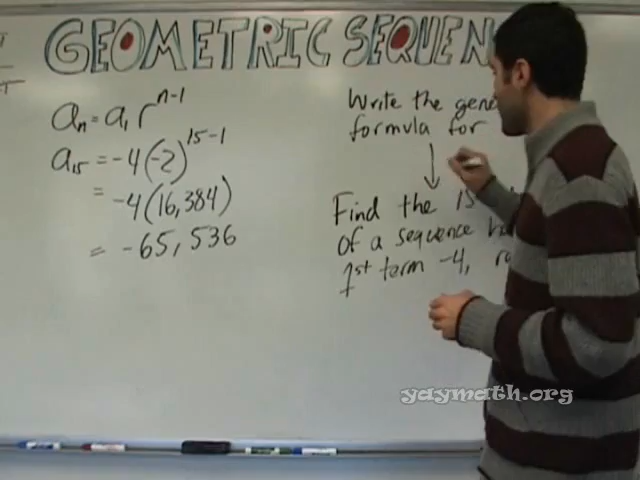 GEOMETRIC SEQUEN
aₙ = a₁ rⁿ⁻¹
a₁₅ = -4(-2)¹⁵⁻¹
= -4(16,384)
= -65,536
Write the gene
formula for
Find the 15
of a sequence h
1st term -4, r
yaymath.org